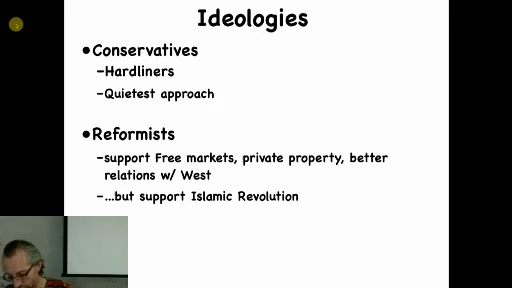 Ideologies
•Conservatives
–Hardliners
–Quietest approach
•Reformists
–support Free markets, private property, better
relations w/ West
–...but support Islamic Revolution